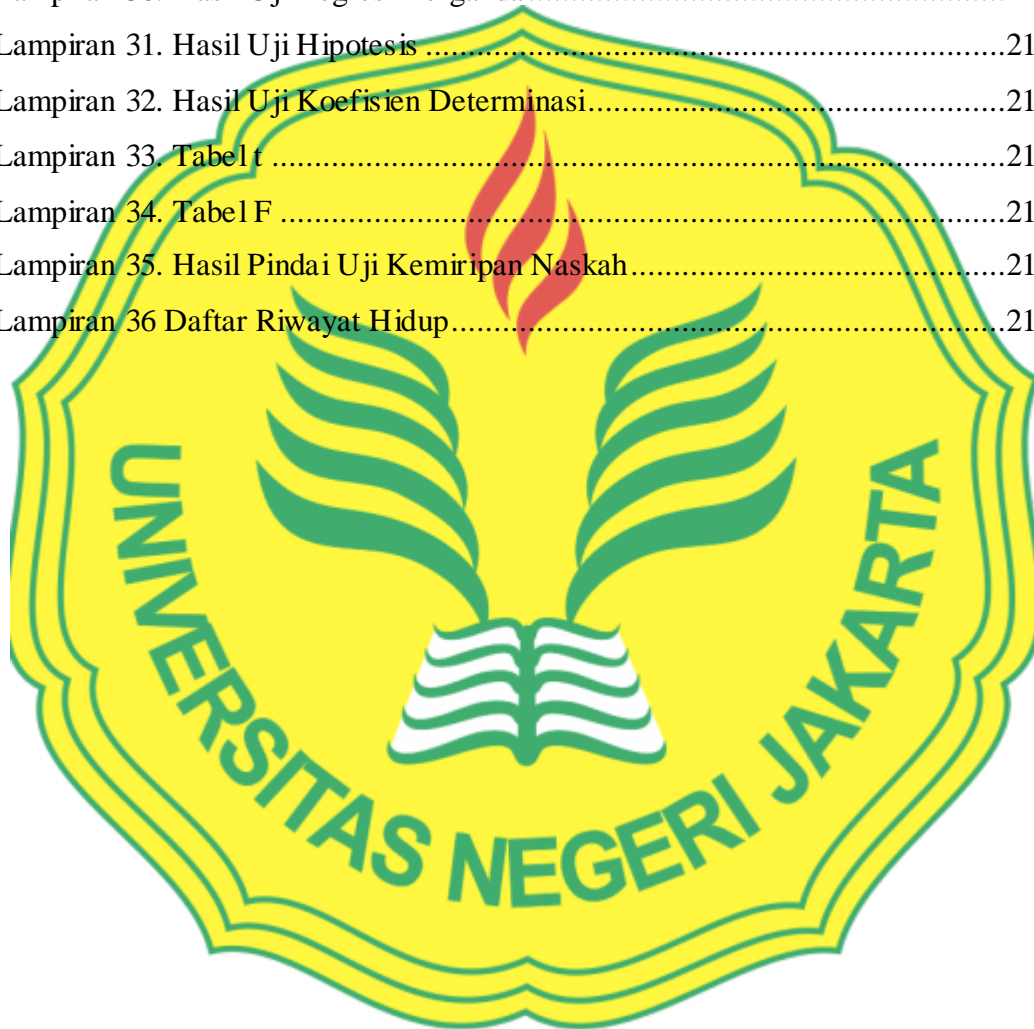 Lampiran 31. Hasil Uji Hipotesis ........................................................................21
Lampiran 32. Hasil Uji Koefisien Determinasi....................................................21
Lampiran 33. Tabel t ...........................................................................................21
Lampiran 34. Tabel F ..........................................................................................21
Lampiran 35. Hasil Pindai Uji Kemiripan Naskah...............................................21
Lampiran 36 Daftar Riwayat Hidup.....................................................................21
UNIVERSITAS NEGERI JAKARTA